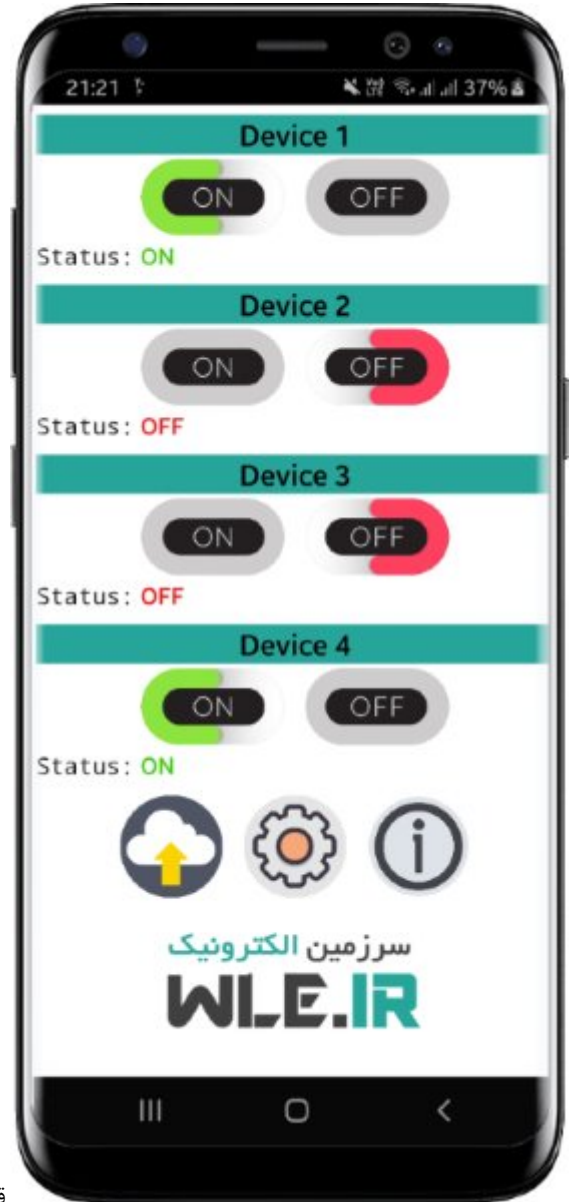 21:21
37%
Device 1
ON OFF
Status: ON
Device 2
ON OFF
Status: OFF
Device 3
ON OFF
Status: OFF
Device 4
ON OFF
Status: ON
i
سرزمین الکترونیک
WLE.IR